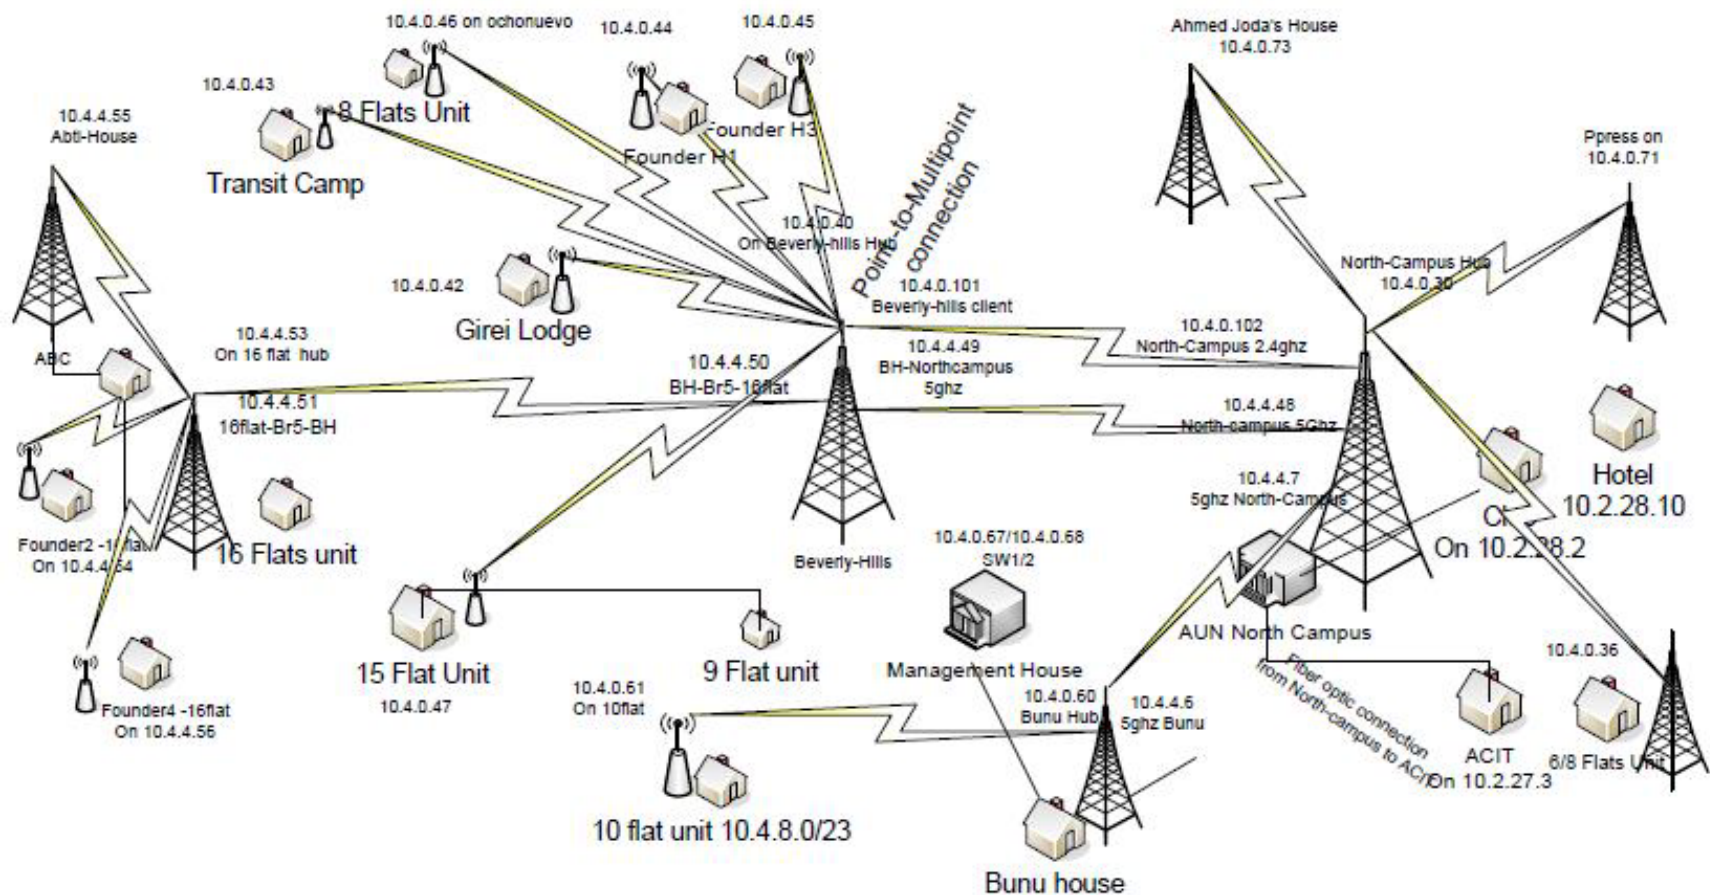 10.4.0.46 on ochonuevo
10.4.0.44
10.4.0.45
Ahmed Joda's House
10.4.0.73
10.4.0.43
8 Flats Unit
10.4.4.55
Abti-House
Founder H3
Founder H1
Transit Camp
Point-to-Multipoint
connection
Ppress on
10.4.0.71
10.4.0.40
On Beverly-hills Hub
10.4.0.42
Girei Lodge
10.4.0.101
Beverly-hills client
North-Campus Hub
10.4.0.30
10.4.4.53
On 16 flat hub
ABC
10.4.4.50
BH-Br5-16flat
10.4.4.49
BH-Northcampus
5ghz
10.4.0.102
North-Campus 2.4ghz
10.4.4.51
16flat-Br5-BH
10.4.4.48
North-campus 5Ghz
10.4.4.7
5ghz North-Campus
Hotel
10.2.28.10
On 10.2.28.2
Founder2 -16flat
On 10.4.4.54
16 Flats unit
Beverly-Hills
10.4.0.67/10.4.0.68
SW1/2
AUN North Campus
Management House
15 Flat Unit
10.4.0.47
9 Flat unit
10.4.0.61
On 10flat
10.4.0.60
Bunu Hub
10.4.4.6
5ghz Bunu
Fiber optic connection
from North-campus to ACIT
10.4.0.36
ACIT
On 10.2.27.3
6/8 Flats Unit
Founder4 -16flat
On 10.4.4.56
10 flat unit 10.4.8.0/23
Bunu house